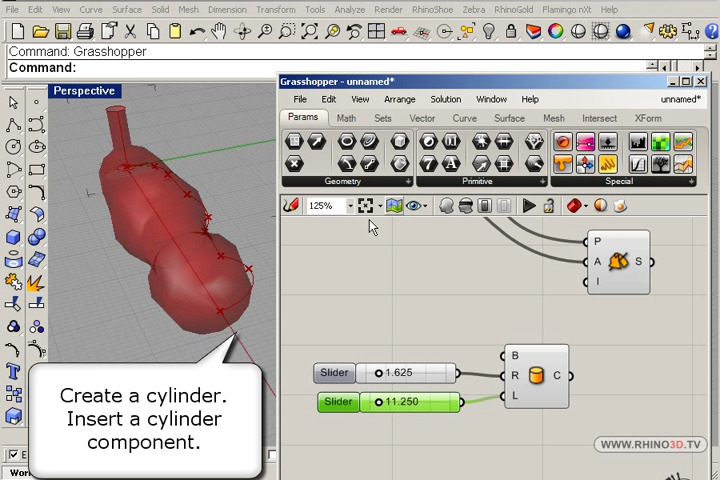 File Edit View Curve Surface Solid Mesh Dimension Transform Tools Analyze Render RhinoShoe Zebra RhinoGold Flamingo nXt Help
Command: Grasshopper
Command:
Perspective
Grasshopper - unnamed*
File Edit View Arrange Solution Window Help unnamed*
Params Math Sets Vector Curve Surface Mesh Intersect XForm
Geometry Primitive Special
125%
P
A S
I
B
Slider 1.625 R C
Slider 11.250 L
Create a cylinder.
Insert a cylinder
component.
WWW.RHINO3D.TV
E
Wor